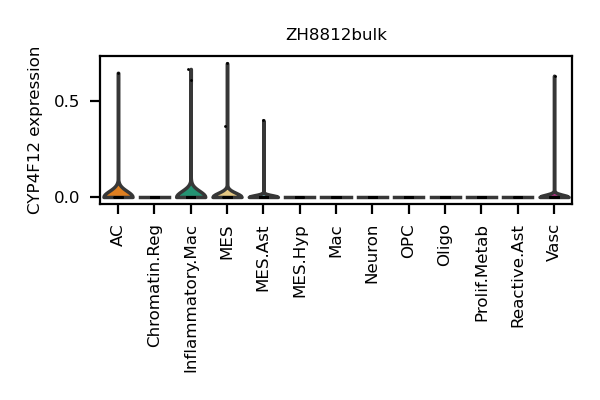 ZH8812bulk
CYP4F12 expression
0.5
0.0
AC
Chromatin.Reg
Inflammatory.Mac
MES
MES.Ast
MES.Hyp
Mac
Neuron
OPC
Oligo
Prolif.Metab
Reactive.Ast
Vasc